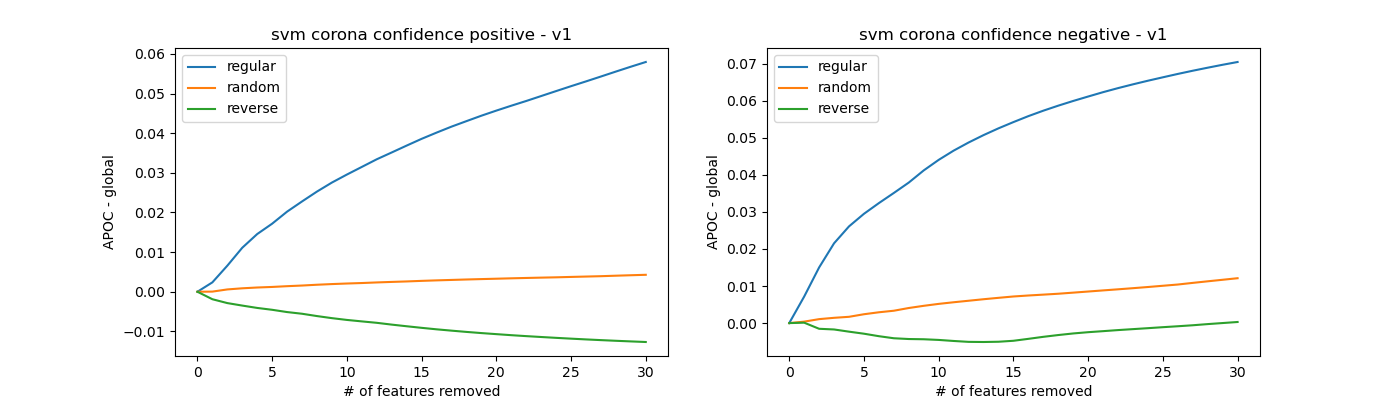 svm corona confidence positive - v1
APOC - global
0.06
0.05
0.04
0.03
0.02
0.01
0.00
−0.01
regular
random
reverse
0 5 10 15 20 25 30
# of features removed
svm corona confidence negative - v1
APOC - global
0.07
0.06
0.05
0.04
0.03
0.02
0.01
0.00
regular
random
reverse
0 5 10 15 20 25 30
# of features removed